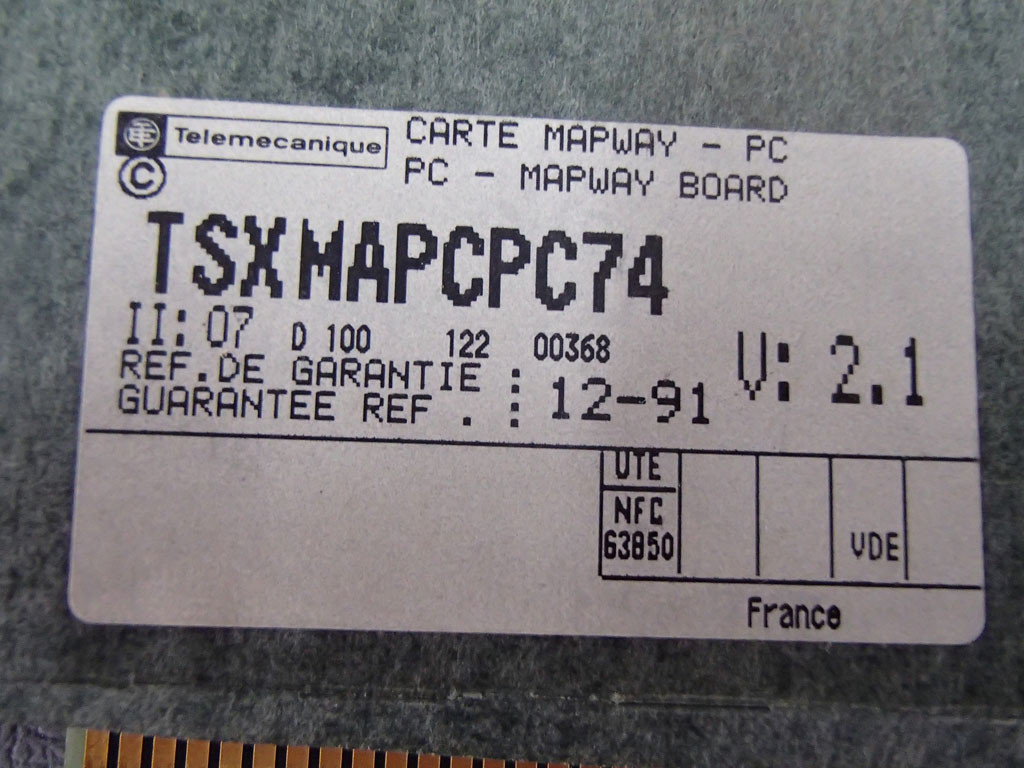 Telemecanique
©
CARTE MAPWAY - PC
PC - MAPWAY BOARD
TSXMAPCPC74
II: 07 D 100 122 00368
REF.DE GARANTIE :
GUARANTEE REF . : 12-91
V: 2.1
UTE
NFC
63850
VDE
France